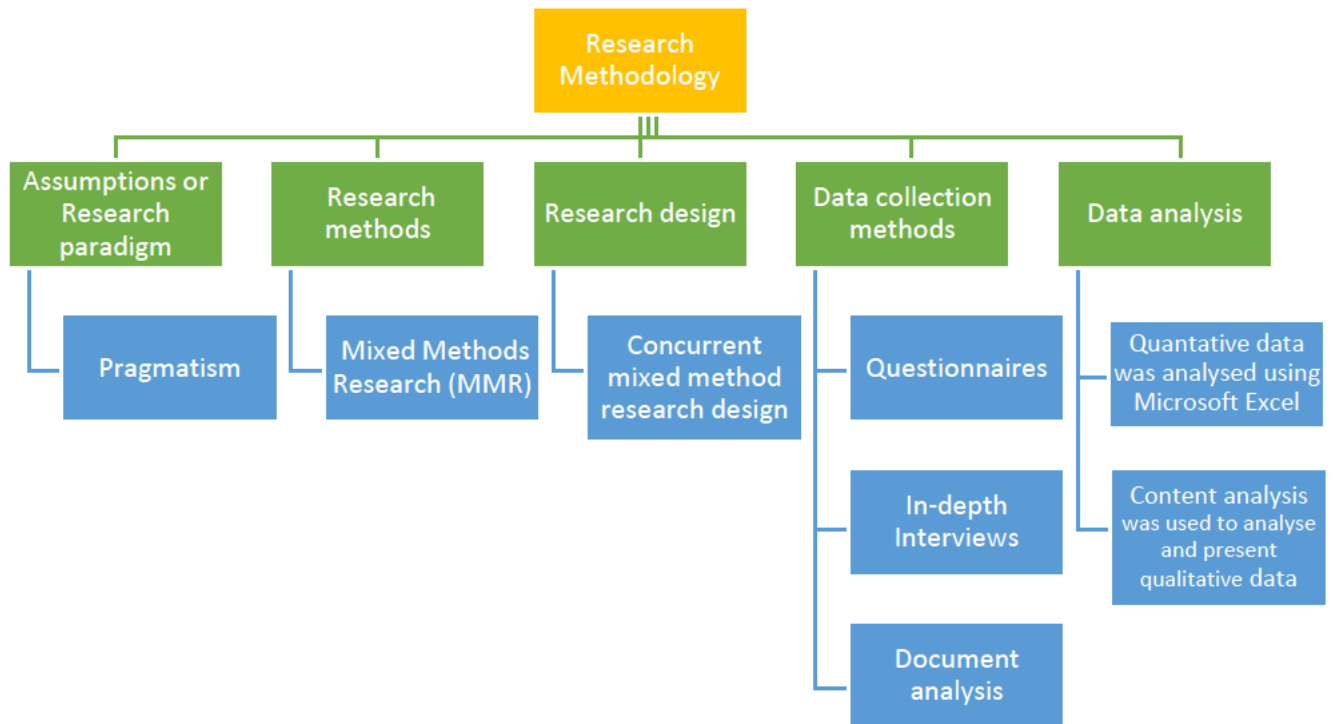 Research
Methodology
Assumptions or
Research
paradigm
Research
methods
Research design
Data collection
methods
Data analysis
Pragmatism
Mixed Methods
Research (MMR)
Concurrent
mixed method
research design
Questionnaires
In-depth
Interviews
Document
analysis
Quantative data
was analysed using
Microsoft Excel
Content analysis
was used to analyse
and present
qualitative data